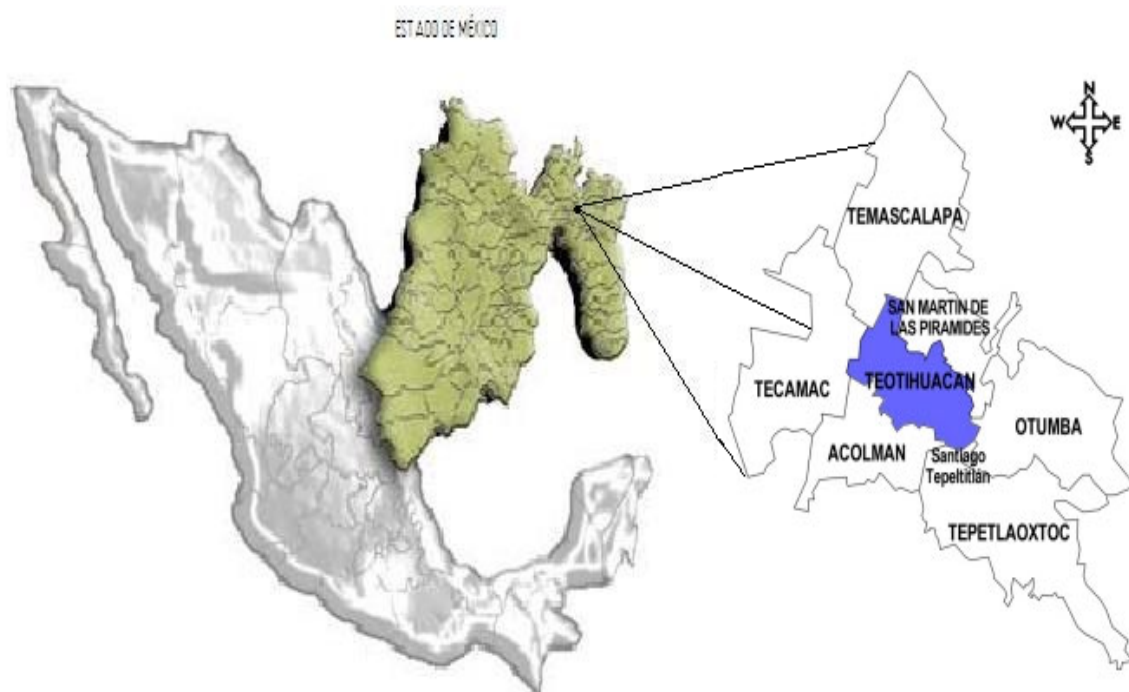 ESTADO DE MÉXICO
N
W E
S
TEMASCALAPA
SAN MARTIN DE
LAS PIRAMIDES
TECAMAC
TEOTIHUACAN
OTUMBA
ACOLMAN
Santiago
Tepeltitlán
TEPETLAOXTOC